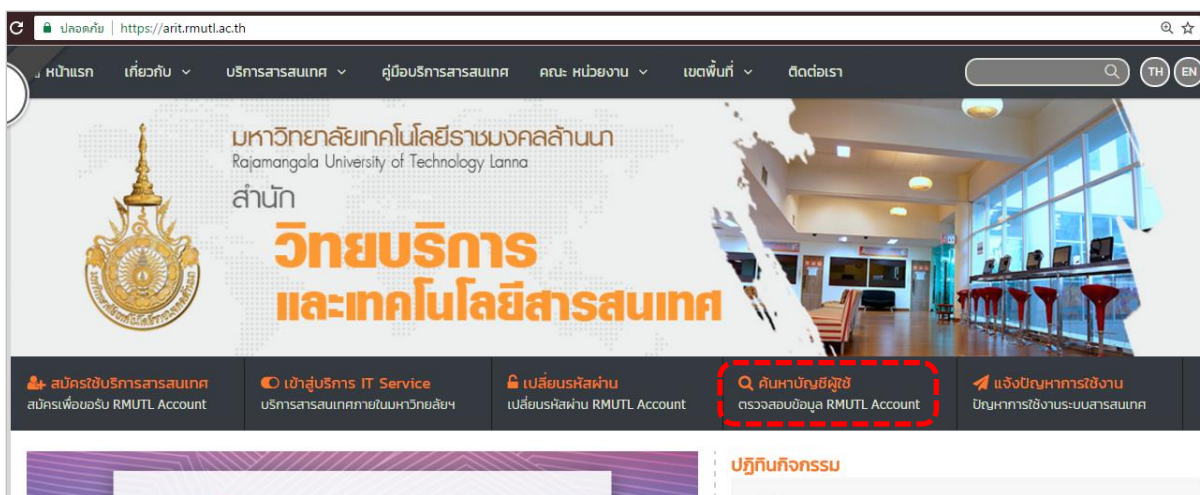 ปลอดภัย | https://arit.rmutl.ac.th
หน้าแรก เกี่ยวกับ บริการสารสนเทศ คู่มือบริการสารสนเทศ คณะ หน่วยงาน เขตพื้นที่ ติดต่อเรา TH EN
มหาวิทยาลัยเทคโนโลยีราชมงคลล้านนา
Rajamangala University of Technology Lanna
สำนัก
วิทยบริการ
และเทคโนโลยีสารสนเทศ
สมัครใช้บริการสารสนเทศ
สมัครเพื่อขอรับ RMUTL Account
เข้าสู่บริการ IT Service
บริการสารสนเทศภายในมหาวิทยลัยฯ
เปลี่ยนรหัสผ่าน
เปลี่ยนรหัสผ่าน RMUTL Account
ค้นหาบัญชีผู้ใช้
ตรวจสอบข้อมูล RMUTL Account
แจ้งปัญหาการใช้งาน
ปัญหาการใช้งานระบบสารสนเทศ
ปฏิทินกิจกรรม